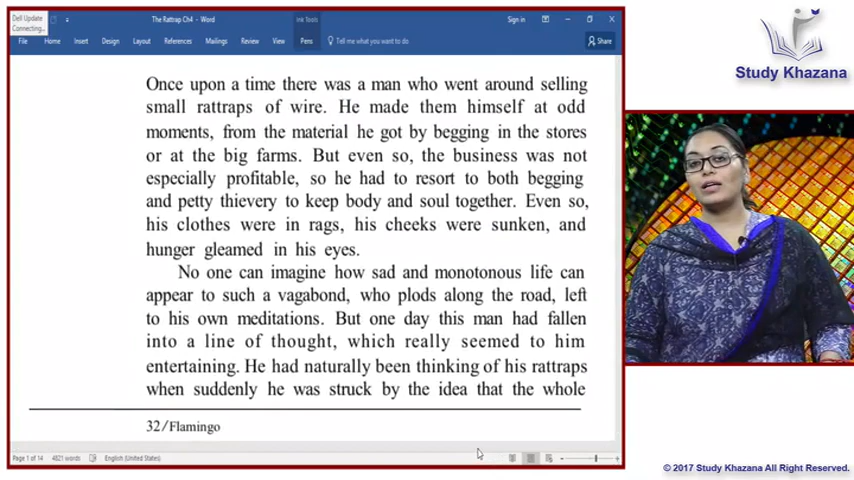 Dell Update
Connecting...
The Rattrap Ch4 - Word
Ink Tools
Sign in
File Home Insert Design Layout References Mailings Review View Pens Tell me what you want to do Share
Study Khazana
Once upon a time there was a man who went around selling
small rattraps of wire. He made them himself at odd
moments, from the material he got by begging in the stores
or at the big farms. But even so, the business was not
especially profitable, so he had to resort to both begging
and petty thievery to keep body and soul together. Even so,
his clothes were in rags, his cheeks were sunken, and
hunger gleamed in his eyes.
No one can imagine how sad and monotonous life can
appear to such a vagabond, who plods along the road, left
to his own meditations. But one day this man had fallen
into a line of thought, which really seemed to him
entertaining. He had naturally been thinking of his rattraps
when suddenly he was struck by the idea that the whole
32/Flamingo
Page 1 of 14 4821 words English (United States)
© 2017 Study Khazana All Right Reserved.